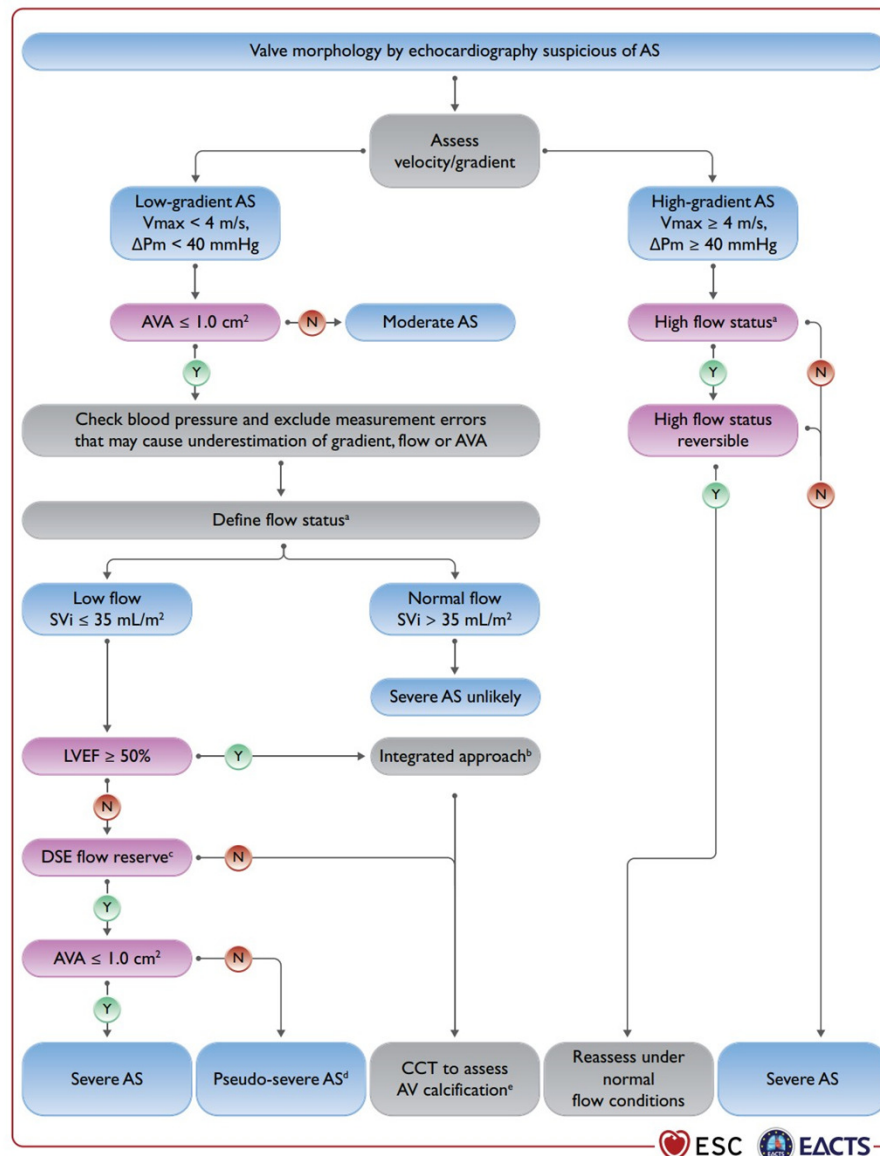 Valve morphology by echocardiography suspicious of AS
Assess
velocity/gradient
Low-gradient AS
Vmax < 4 m/s,
ΔPm < 40 mmHg
High-gradient AS
Vmax ≥ 4 m/s,
ΔPm ≥ 40 mmHg
AVA ≤ 1.0 cm²
N
Moderate AS
High flow statusᵃ
Y
Y
N
Check blood pressure and exclude measurement errors
that may cause underestimation of gradient, flow or AVA
High flow status
reversible
Y
N
Define flow statusᵃ
Low flow
SVi ≤ 35 mL/m²
Normal flow
SVi > 35 mL/m²
Severe AS unlikely
LVEF ≥ 50%
Y
Integrated approachᵇ
N
DSE flow reserveᶜ
N
Y
AVA ≤ 1.0 cm²
N
Y
Severe AS
Pseudo-severe ASᵈ
CCT to assess
AV calcificationᵉ
Reassess under
normal
flow conditions
Severe AS
ESC
EACTS
EACTS